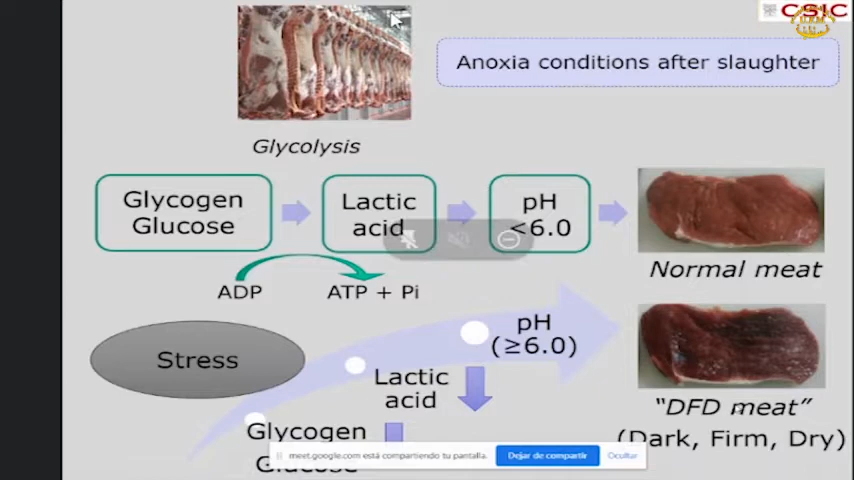 CSIC
Anoxia conditions after slaughter
Glycolysis
Glycogen
Glucose
Lactic
acid
pH
<6.0
Normal meat
ADP
ATP + Pi
Stress
pH
(≥6.0)
Lactic
acid
"DFD meat"
(Dark, Firm, Dry)
Glycogen
Glucose
meet.google.com está compartiendo tu pantalla.
Dejar de compartir
Ocultar